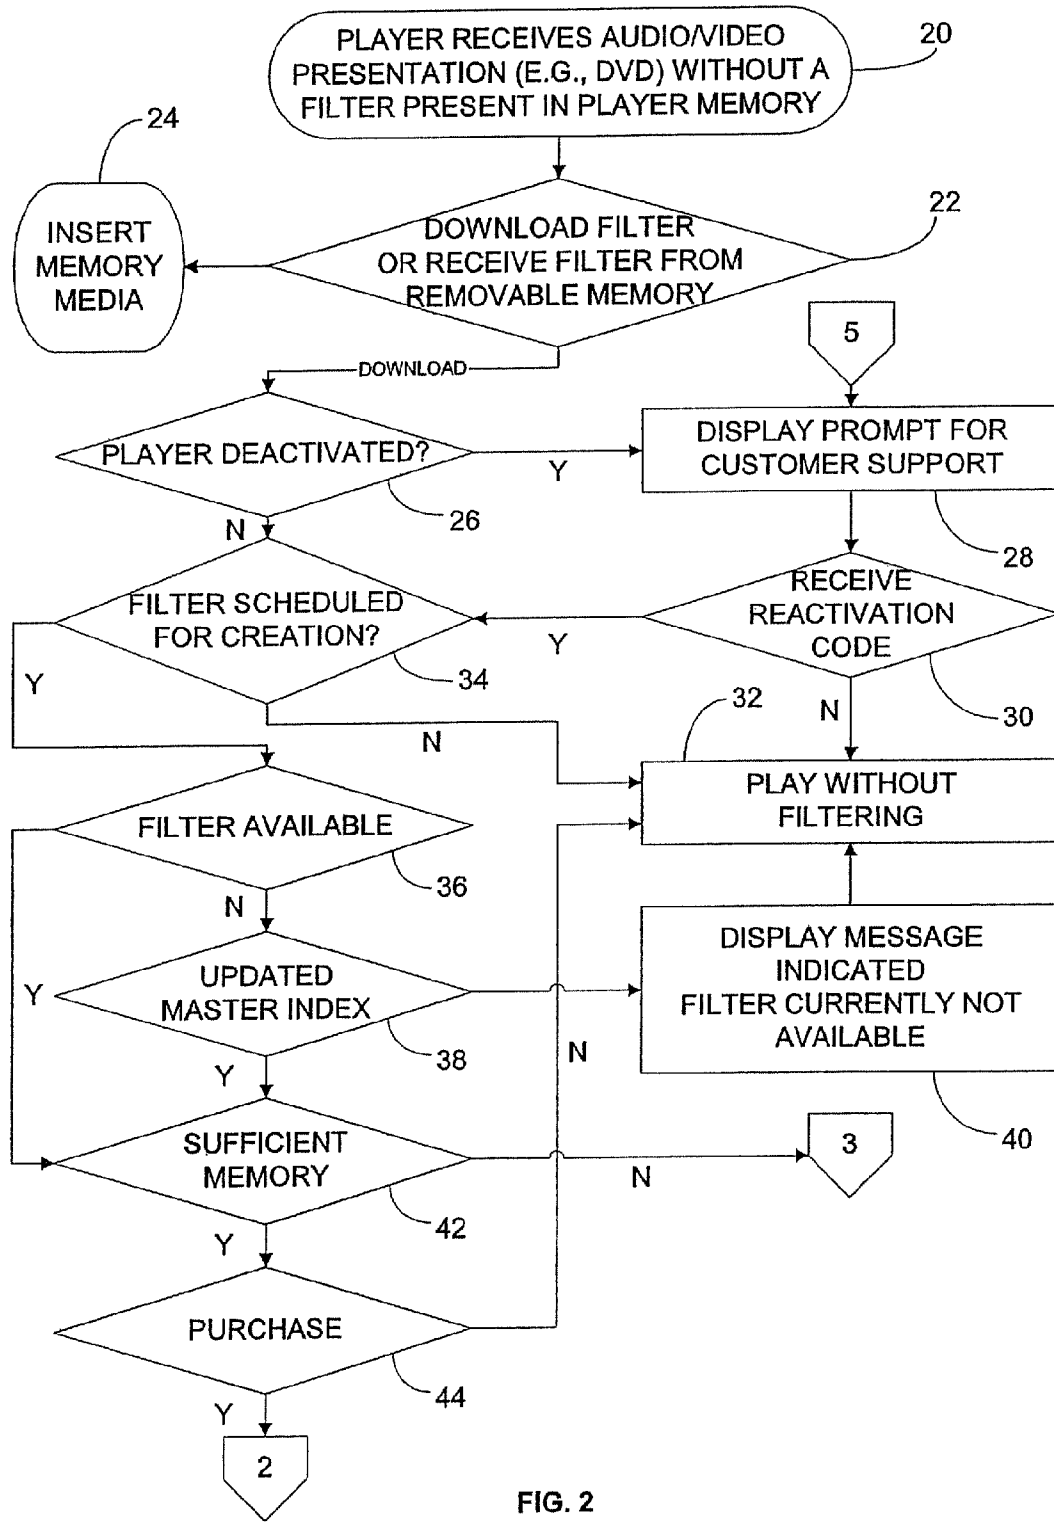 PLAYER RECEIVES AUDIO/VIDEO
PRESENTATION (E.G., DVD) WITHOUT A
FILTER PRESENT IN PLAYER MEMORY
20
24
INSERT
MEMORY
MEDIA
DOWNLOAD FILTER
OR RECEIVE FILTER FROM
REMOVABLE MEMORY
22
5
DOWNLOAD
PLAYER DEACTIVATED?
26
Y
N
DISPLAY PROMPT FOR
CUSTOMER SUPPORT
28
FILTER SCHEDULED
FOR CREATION?
34
Y
RECEIVE
REACTIVATION
CODE
30
Y
N
N
32
PLAY WITHOUT
FILTERING
FILTER AVAILABLE
36
N
Y
UPDATED
MASTER INDEX
38
Y
DISPLAY MESSAGE
INDICATED
FILTER CURRENTLY NOT
AVAILABLE
40
N
SUFFICIENT
MEMORY
42
N
3
Y
PURCHASE
44
Y
2
FIG. 2